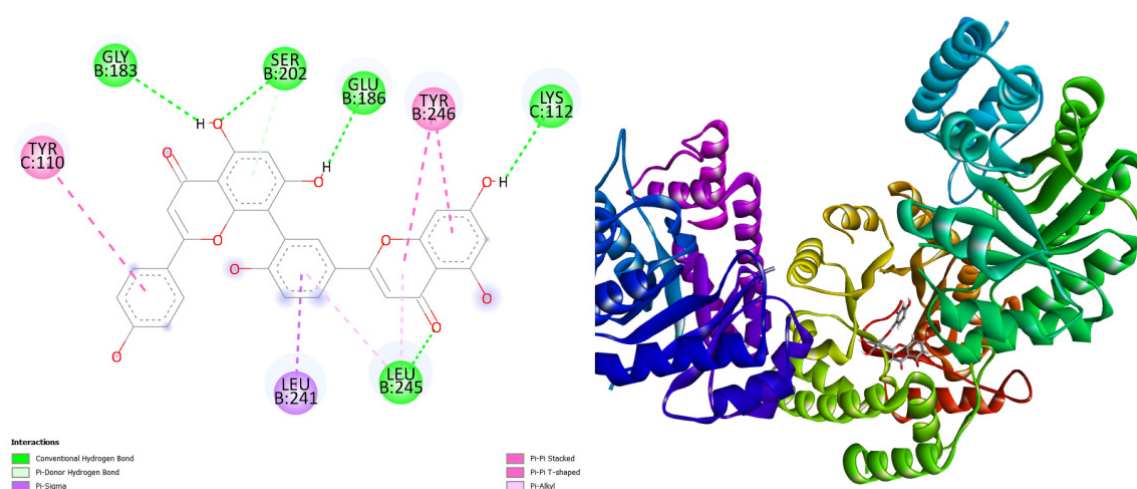 GLY
B:183
SER
B:202
GLU
B:186
TYR
B:246
LYS
C:112
TYR
C:110
H
O
H
O
O
O
H
O
O
O
O
O
O
LEU
B:241
LEU
B:245
Interactions
Conventional Hydrogen Bond
Pi-Donor Hydrogen Bond
Pi-Sigma
Pi-Pi Stacked
Pi-Pi T-shaped
Pi-Alkyl